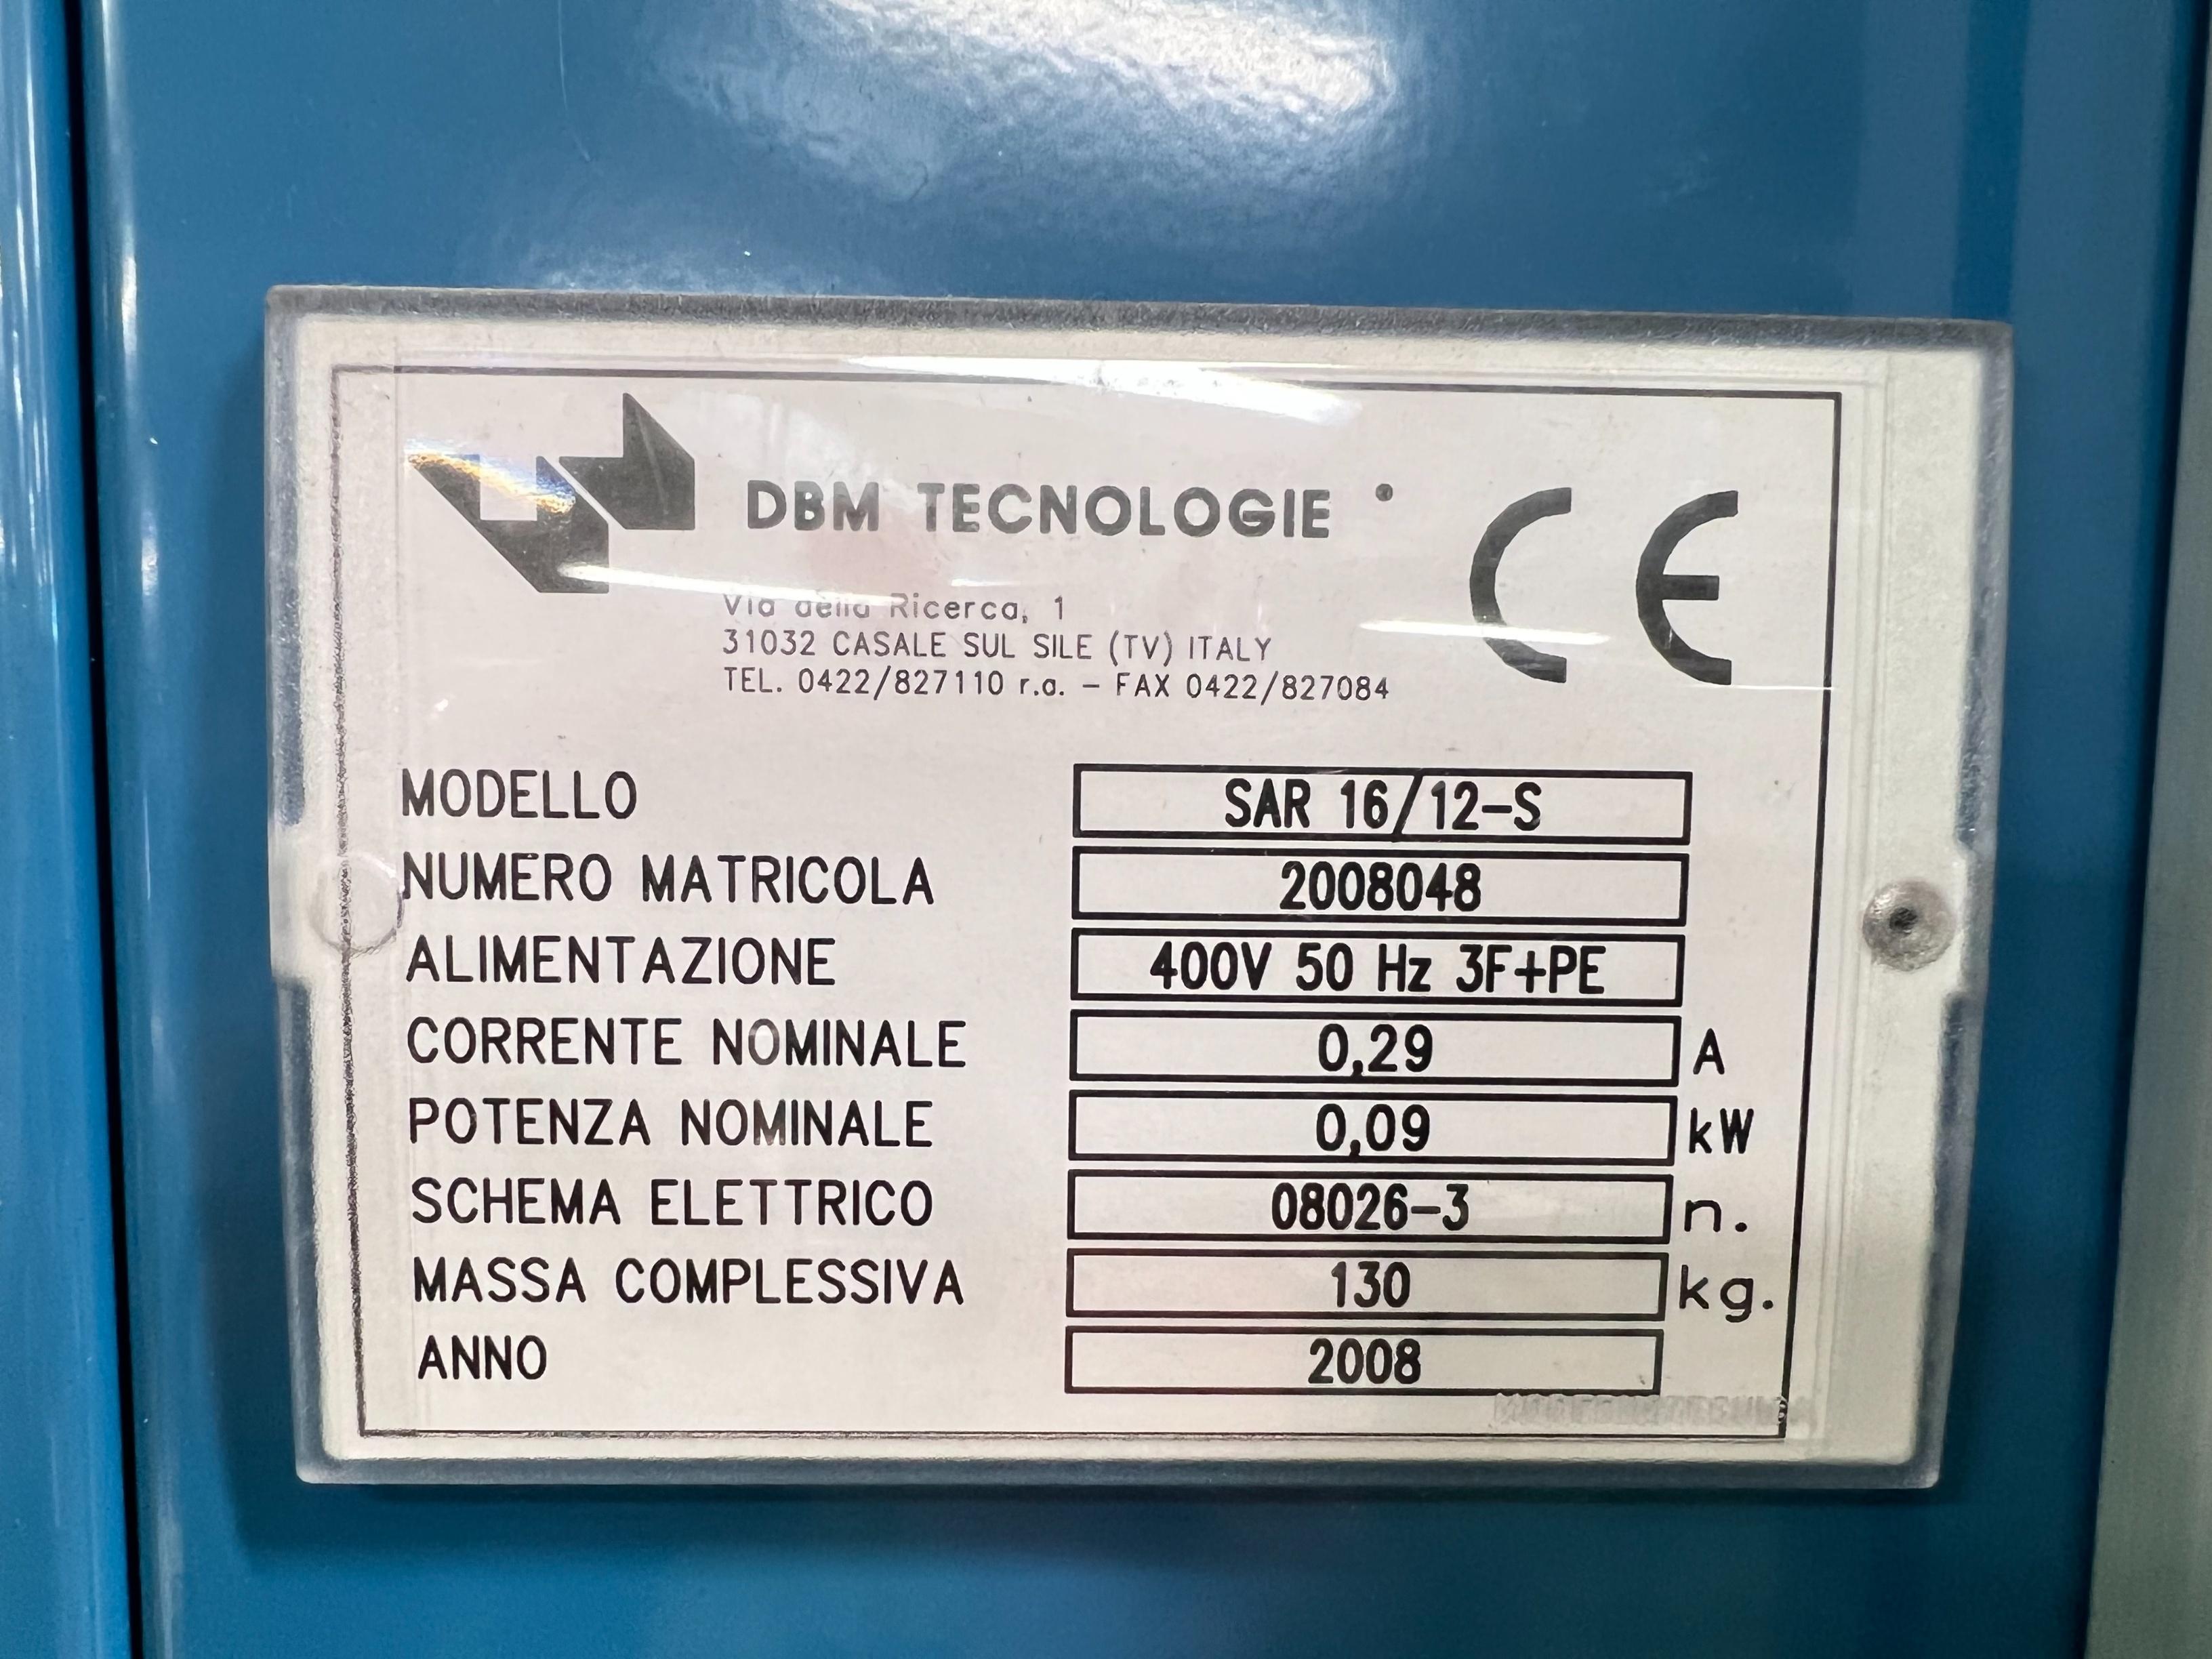 DBM TECNOLOGIE
CE
Via della Ricerca, 1
31032 CASALE SUL SILE (TV) ITALY
TEL. 0422/827110 r.a. – FAX 0422/827084
MODELLO SAR 16/12-S
NUMERO MATRICOLA 2008048
ALIMENTAZIONE 400V 50 Hz 3F+PE
CORRENTE NOMINALE 0,29 A
POTENZA NOMINALE 0,09 kW
SCHEMA ELETTRICO 08026-3 n.
MASSA COMPLESSIVA 130 kg.
ANNO 2008